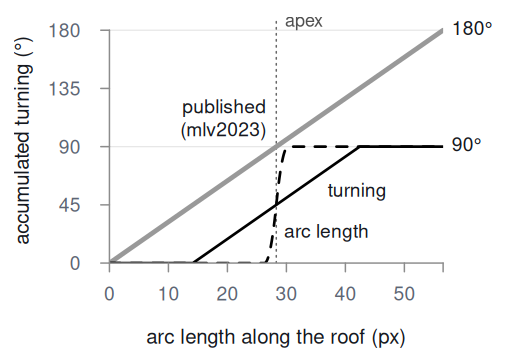 apex
180
180°
135
published
(mlv2023)
90
90°
turning
45
arc length
0
0
10
20
30
40
50
accumulated turning (°)
arc length along the roof (px)